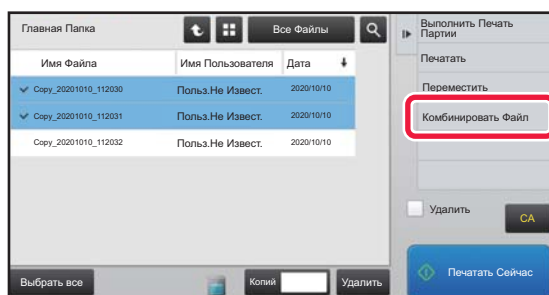 Главная Папка
Все Файлы
Имя Файла
Имя Пользователя
Дата
Copy_20201010_112030
Польз.Не Извест.
2020/10/10
Copy_20201010_112031
Польз.Не Извест.
2020/10/10
Copy_20201010_112032
Польз.Не Извест.
2020/10/10
Выбрать все
Копий
Удалить
Выполнить Печать
Партии
Печатать
Переместить
Комбинировать Файл
Удалить
CA
Печатать Сейчас